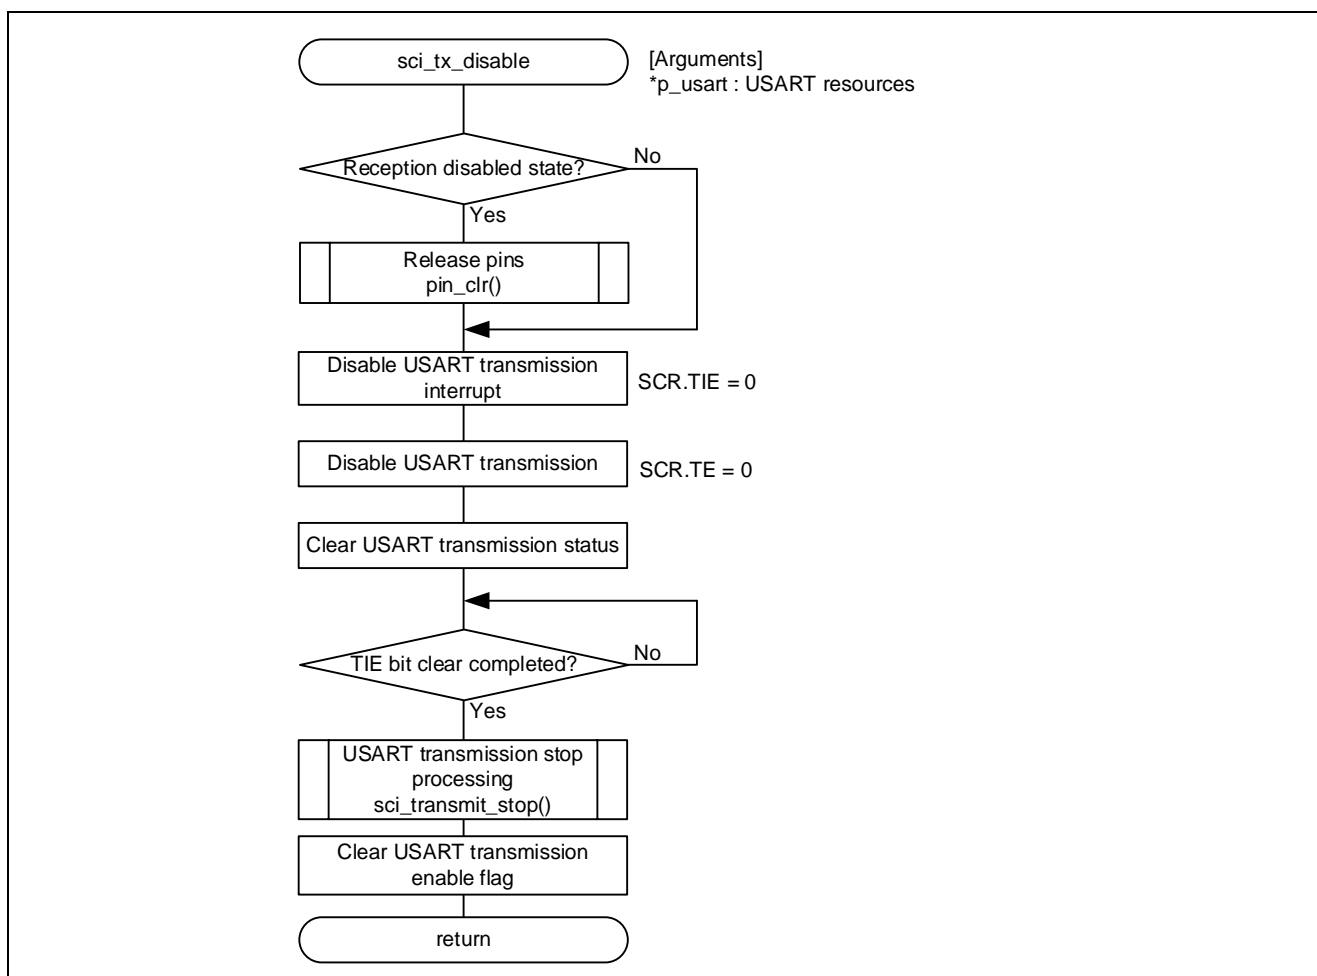 sci_tx_disable
[Arguments]
*p_usart : USART resources
Reception disabled state?
No
Yes
Release pins
pin_clr()
Disable USART transmission
interrupt
SCR.TIE = 0
Disable USART transmission
SCR.TE = 0
Clear USART transmission status
TIE bit clear completed?
No
Yes
USART transmission stop
processing
sci_transmit_stop()
Clear USART transmission
enable flag
return